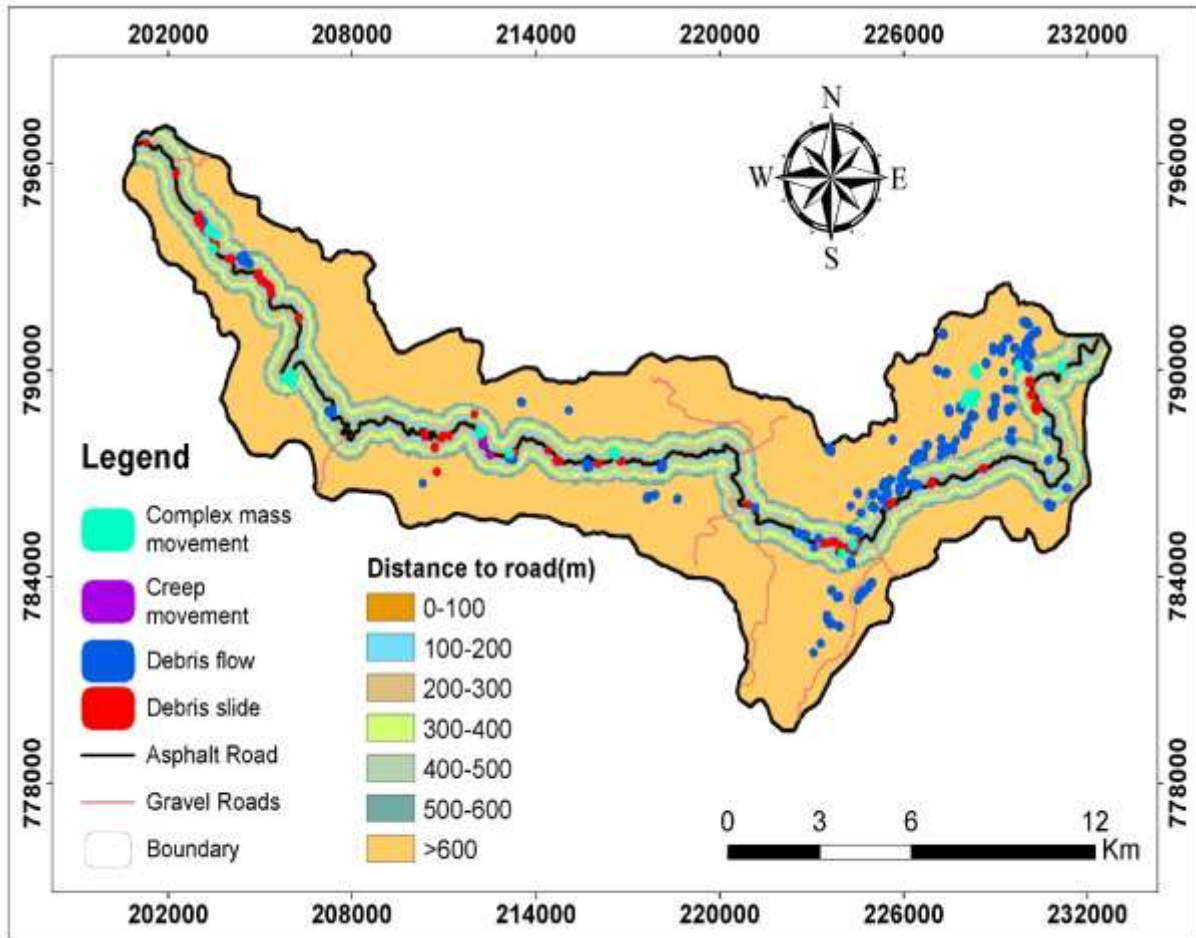 202000 208000 214000 220000 226000 232000
796000 796000
N
W E
S
790000 790000
784000 784000
778000 778000
Legend
Complex mass
movement
Creep
movement
Debris flow
Debris slide
Asphalt Road
Gravel Roads
Boundary
Distance to road(m)
0-100
100-200
200-300
300-400
400-500
500-600
>600
0 3 6 12
Km
202000 208000 214000 220000 226000 232000